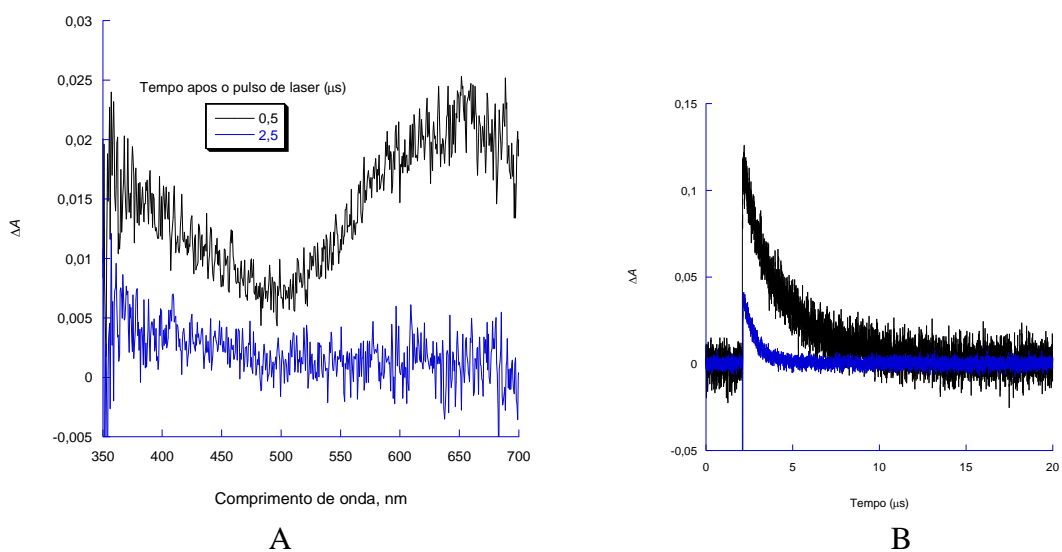 0,03
0,025
0,02
0,015
0,01
0,005
0
-0,005
ΔA
Tempo apos o pulso de laser (μs)
0,5
2,5
350 400 450 500 550 600 650 700
Comprimento de onda, nm
A
0,15
0,1
0,05
0
-0,05
ΔA
0 5 10 15 20
Tempo (μs)
B